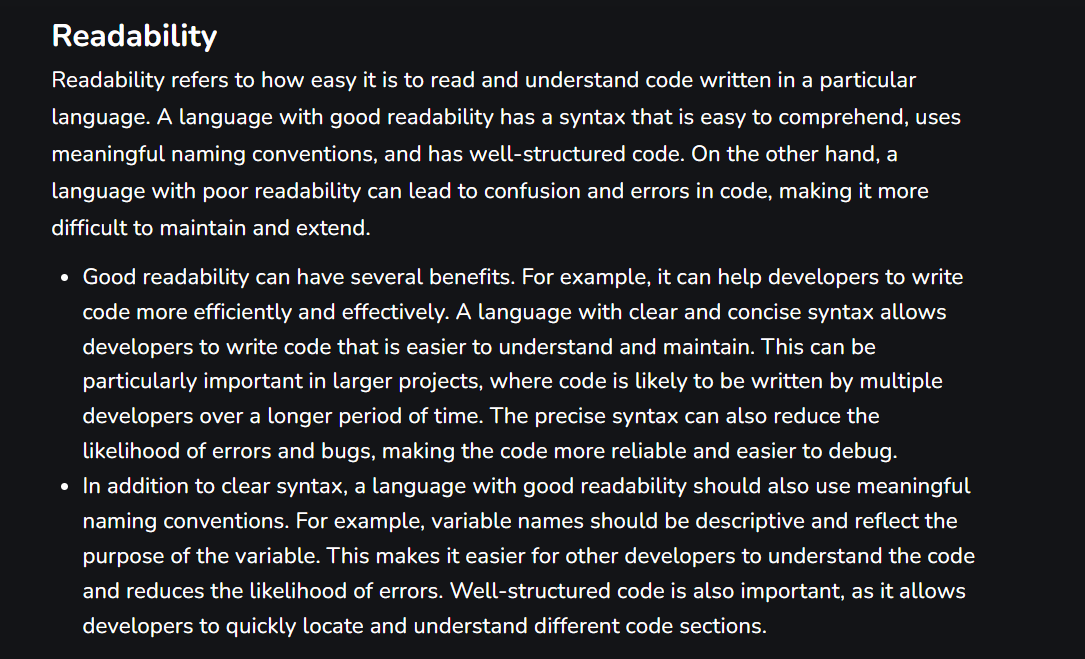 Readability
Readability refers to how easy it is to read and understand code written in a particular
language. A language with good readability has a syntax that is easy to comprehend, uses
meaningful naming conventions, and has well-structured code. On the other hand, a
language with poor readability can lead to confusion and errors in code, making it more
difficult to maintain and extend.
• Good readability can have several benefits. For example, it can help developers to write
code more efficiently and effectively. A language with clear and concise syntax allows
developers to write code that is easier to understand and maintain. This can be
particularly important in larger projects, where code is likely to be written by multiple
developers over a longer period of time. The precise syntax can also reduce the
likelihood of errors and bugs, making the code more reliable and easier to debug.
• In addition to clear syntax, a language with good readability should also use meaningful
naming conventions. For example, variable names should be descriptive and reflect the
purpose of the variable. This makes it easier for other developers to understand the code
and reduces the likelihood of errors. Well-structured code is also important, as it allows
developers to quickly locate and understand different code sections.